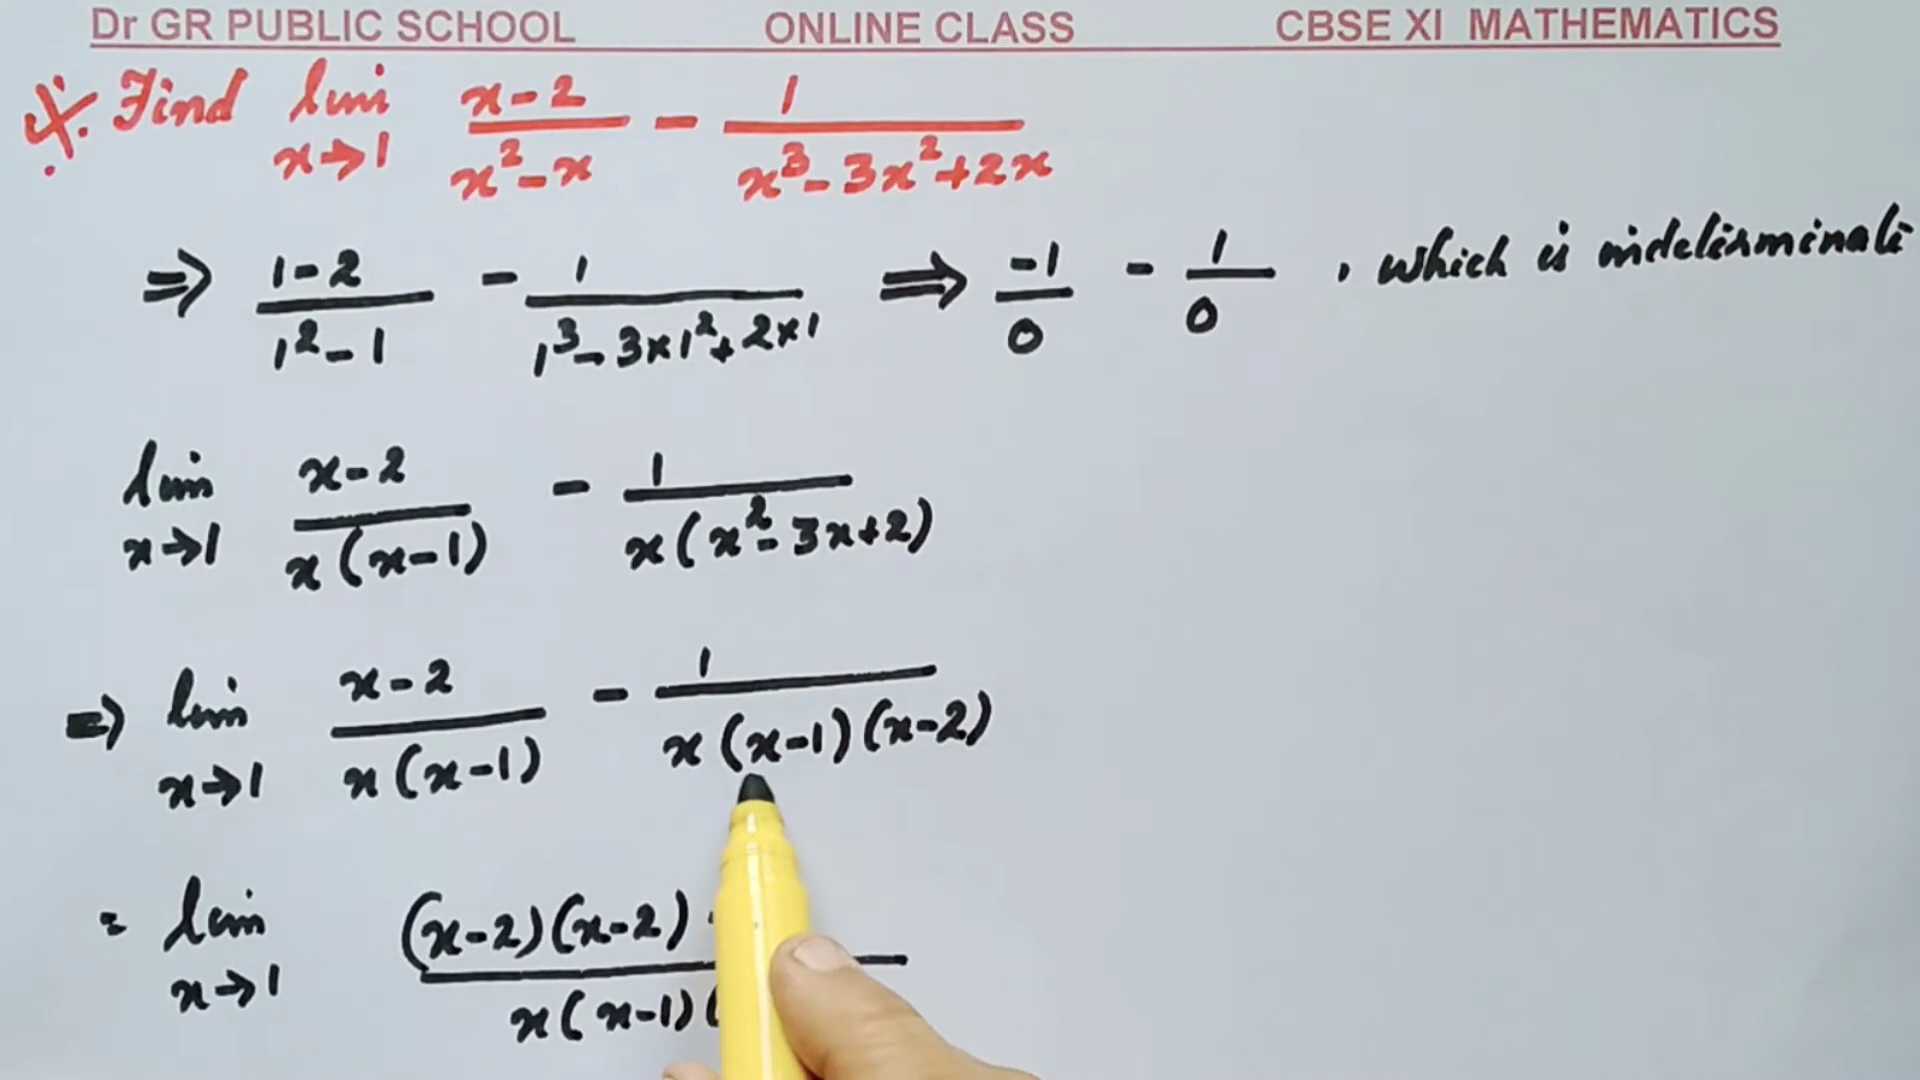 Dr GR PUBLIC SCHOOL ONLINE CLASS CBSE XI MATHEMATICS
Find lim x→1 (x-2)/(x²-x) - 1/(x³-3x²+2x)
⇒ (1-2)/(1²-1) - 1/(1³-3×1²+2×1) ⇒ -1/0 - 1/0, which is indeterminate
lim x→1 (x-2)/(x(x-1)) - 1/(x(x²-3x+2))
⇒ lim x→1 (x-2)/(x(x-1)) - 1/(x(x-1)(x-2))
= lim x→1 (x-2)(x-2) / x(x-1)(